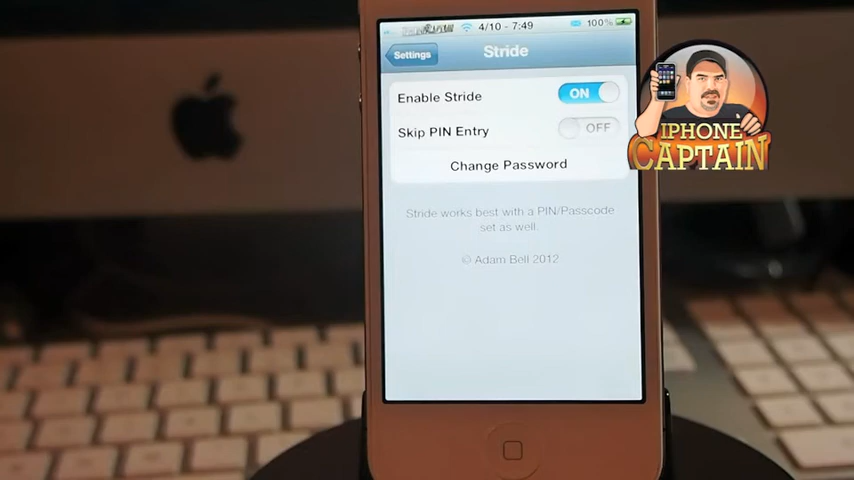 4/10 - 7:49
100%
Settings
Stride
Enable Stride
ON
Skip PIN Entry
OFF
Change Password
Stride works best with a PIN/Passcode
set as well.
© Adam Bell 2012
IPHONE
CAPTAIN